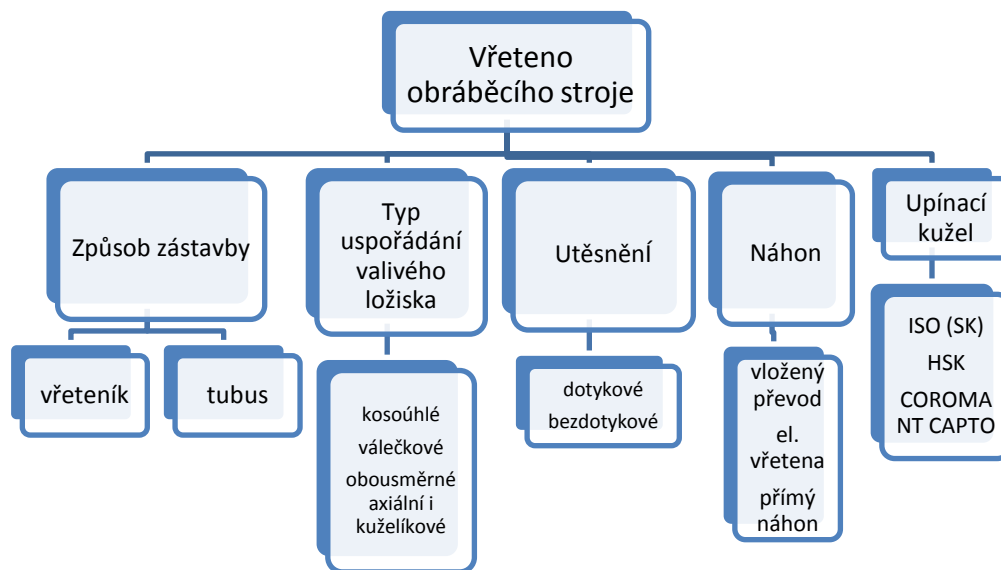 Vřeteno
obráběcího stroje
Způsob zástavby
Typ
uspořádání
valivého
ložiska
Utěsnění
Náhon
Upínací
kužel
vřeteník
tubus
kosoúhlé
válečkové
obousměrné
axiální i
kuželíkové
dotykové
bezdotykové
vložený
převod
el.
vřetena
přímý
náhon
ISO (SK)
HSK
COROMA
NT CAPTO